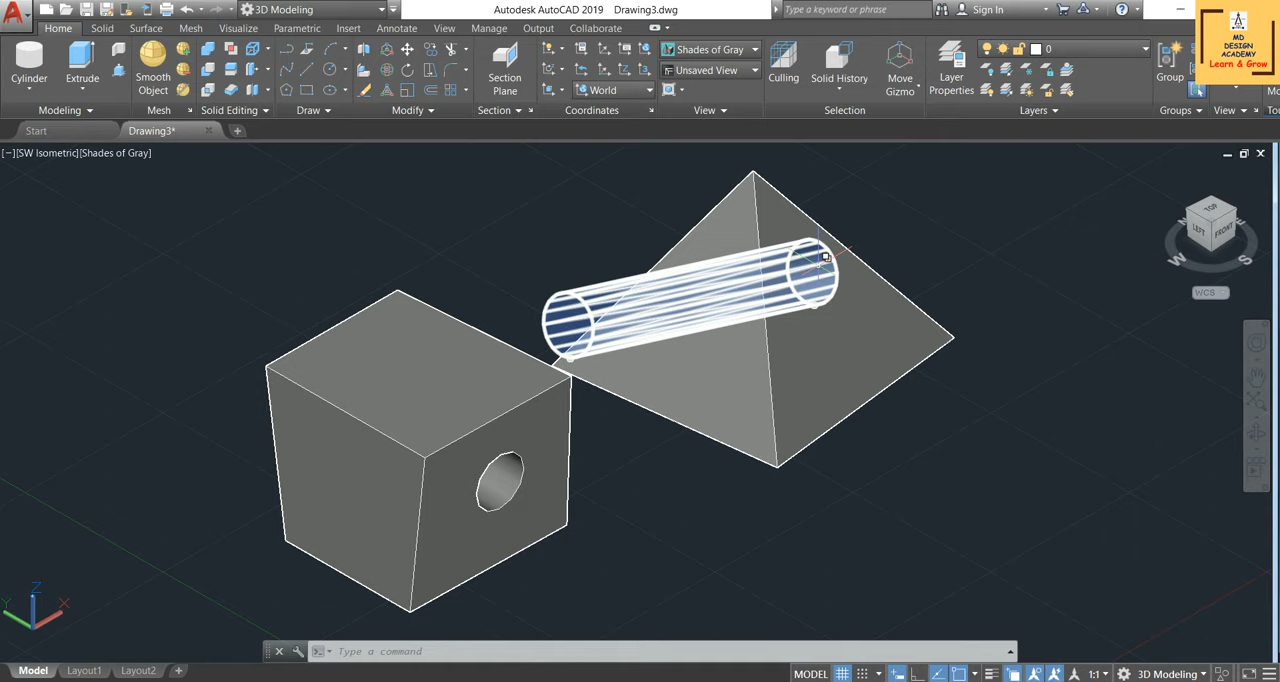 A
3D Modeling
Autodesk AutoCAD 2019 Drawing3.dwg
Type a keyword or phrase
Sign In
MD
DESIGN
ACADEMY
Learn & Grow
Home Solid Surface Mesh Visualize Parametric Insert Annotate View Manage Output Collaborate
Shades of Gray
Unsaved View
World
Cylinder
Extrude
Smooth
Object
Section
Plane
Culling
Solid History
Move
Gizmo
Layer
Properties
0
Group
Modeling
Mesh
Solid Editing
Draw
Modify
Section
Coordinates
View
Selection
Layers
Groups
View
Start
Drawing3*
[−][SW Isometric][Shades of Gray]
TOP
LEFT
FRONT
W
S
WCS
Z
Y
X
Type a command
Model
Layout1
Layout2
MODEL
1:1
3D Modeling